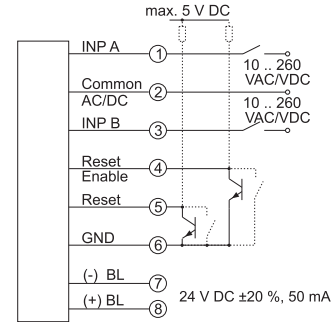 max. 5 V DC
INP A
1
10 .. 260
VAC/VDC
Common
AC/DC
2
10 .. 260
VAC/VDC
INP B
3
Reset
Enable
4
Reset
5
GND
6
(-) BL
7
24 V DC ±20 %, 50 mA
(+) BL
8